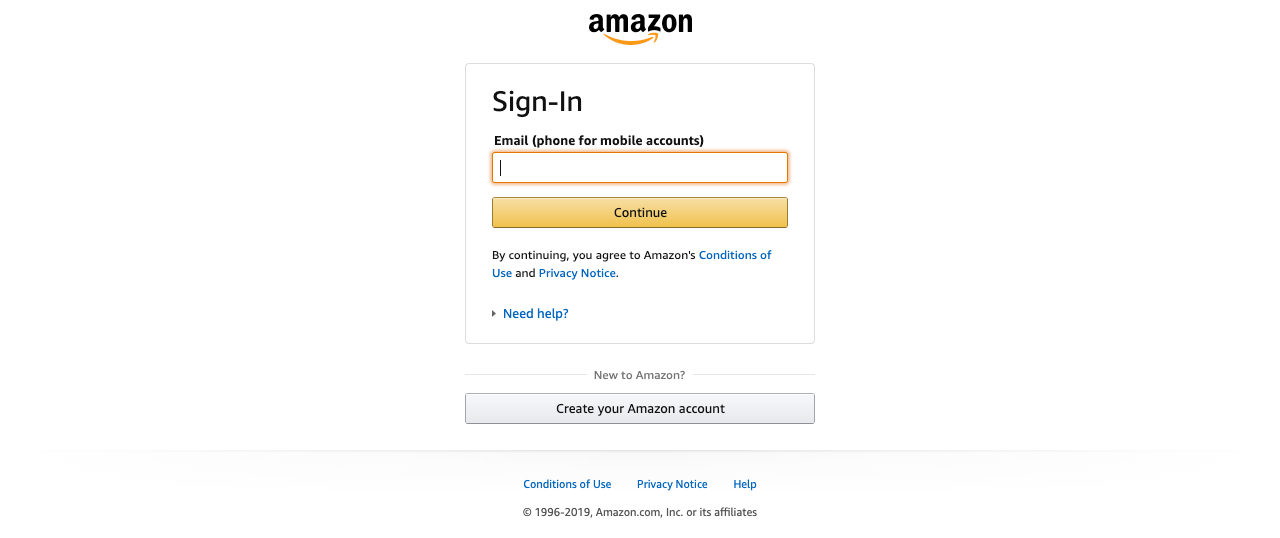 amazon
Sign-In
Email (phone for mobile accounts)
Continue
By continuing, you agree to Amazon's Conditions of
Use and Privacy Notice.
Need help?
New to Amazon?
Create your Amazon account
Conditions of Use Privacy Notice Help
© 1996-2019, Amazon.com, Inc. or its affiliates